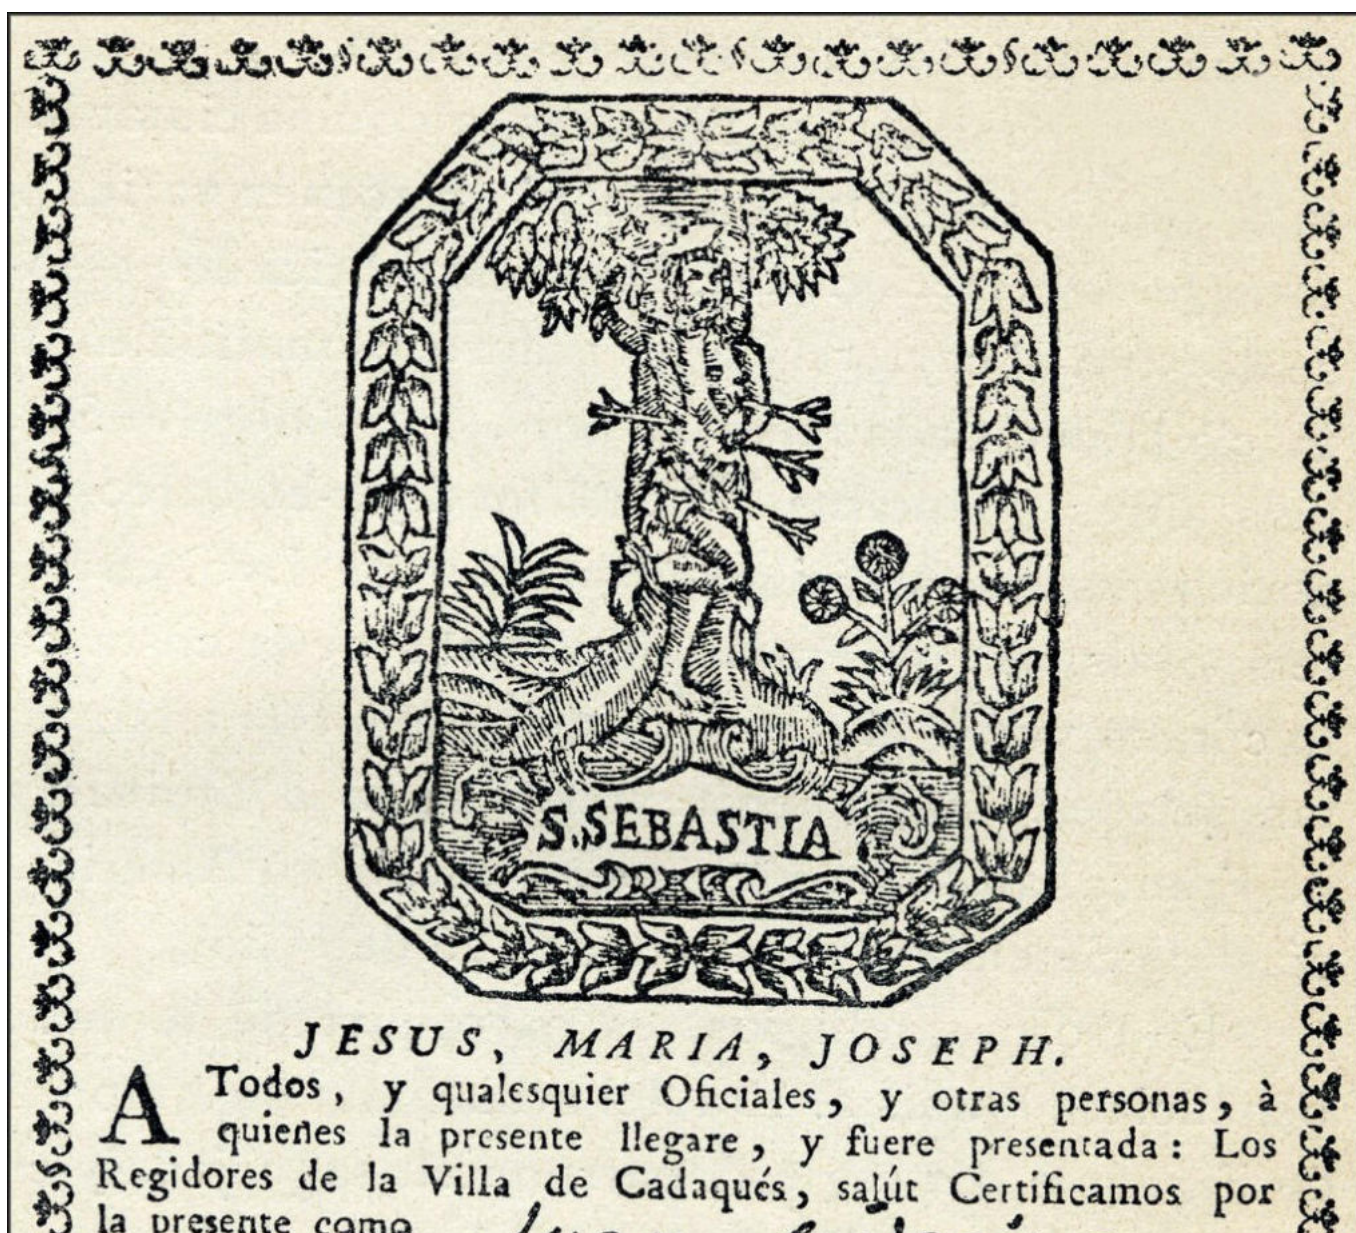 S. SEBASTIA
JESUS, MARIA, JOSEPH.
A Todos, y qualesquier Oficiales, y otras personas, à
quienes la presente llegare, y fuere presentada: Los
Regidores de la Villa de Cadaqués, salút Certificamos por
la presente como